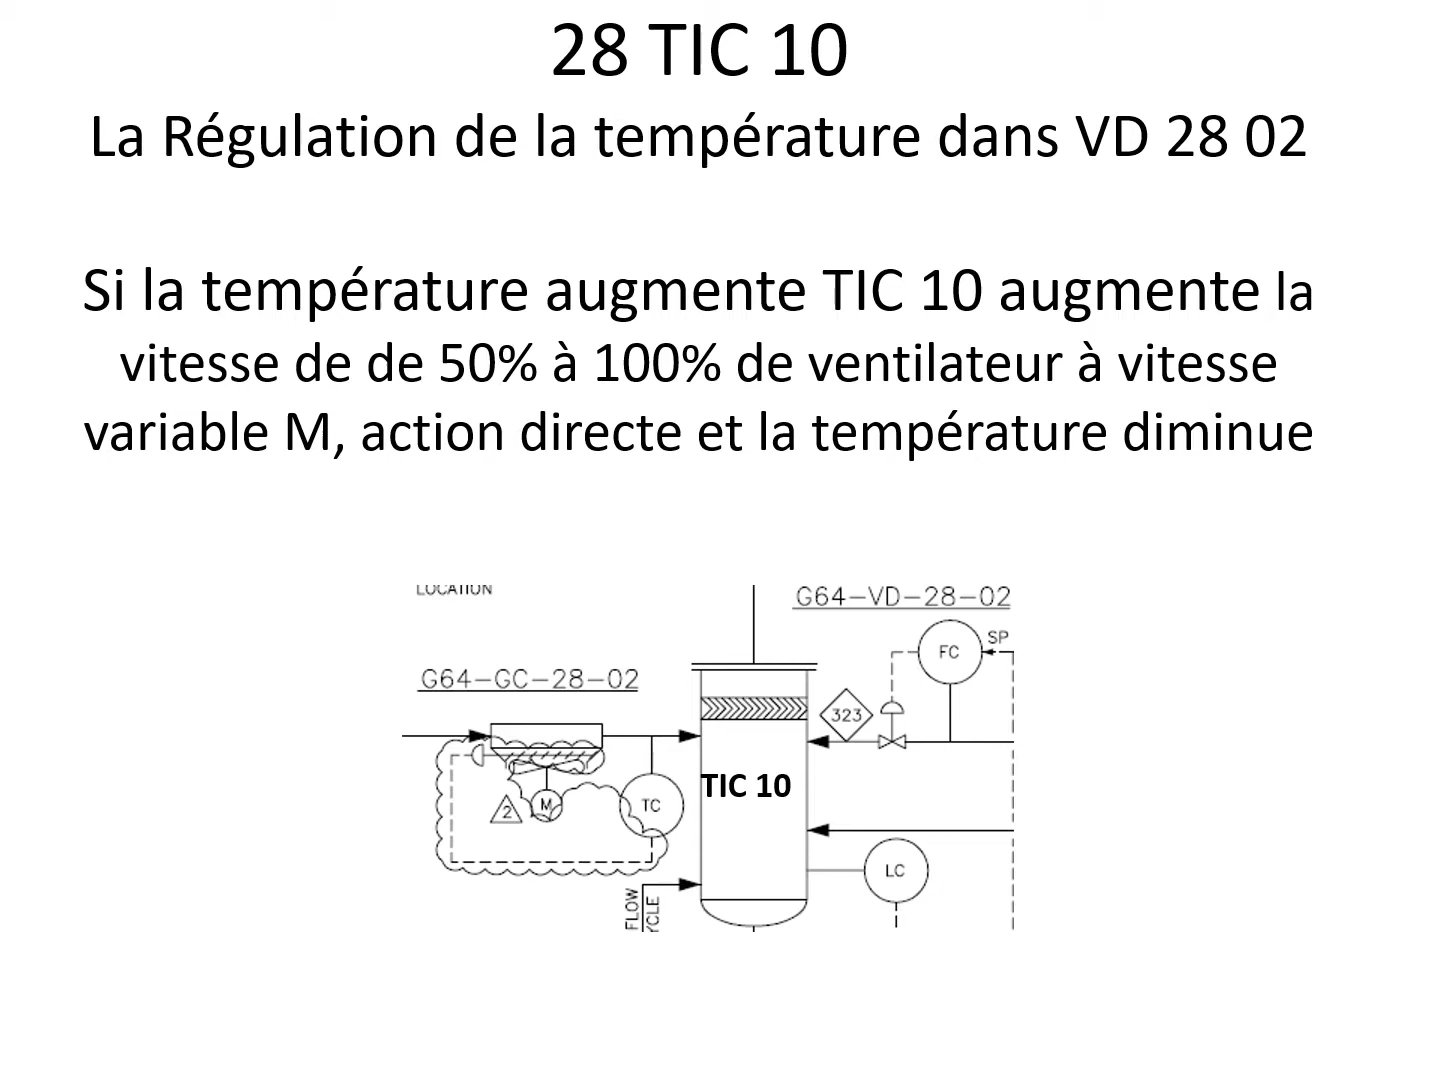 28 TIC 10
La Régulation de la température dans VD 28 02
Si la température augmente TIC 10 augmente la
vitesse de de 50% à 100% de ventilateur à vitesse
variable M, action directe et la température diminue
LOCATION
G64-VD-28-02
SP
FC
G64-GC-28-02
323
TIC 10
2
M
TC
LC
FLOW
YCLE